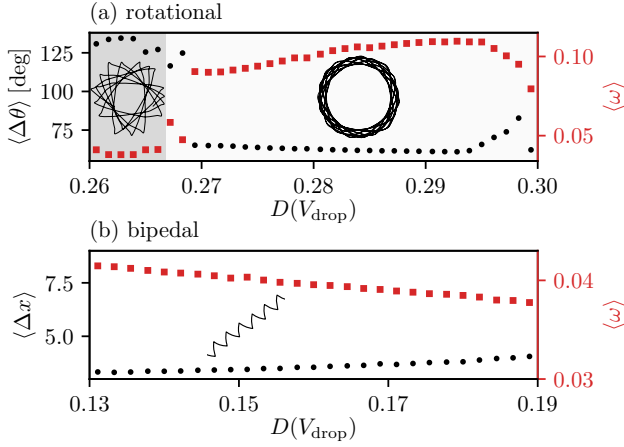 (a) rotational
125
100
75
⟨Δθ⟩ [deg]
0.10
0.05
⟨ω⟩
0.26 0.27 0.28 0.29 0.30
D(V_drop)
(b) bipedal
7.5
5.0
⟨Δx⟩
0.04
0.03
⟨ω⟩
0.13 0.15 0.17 0.19
D(V_drop)